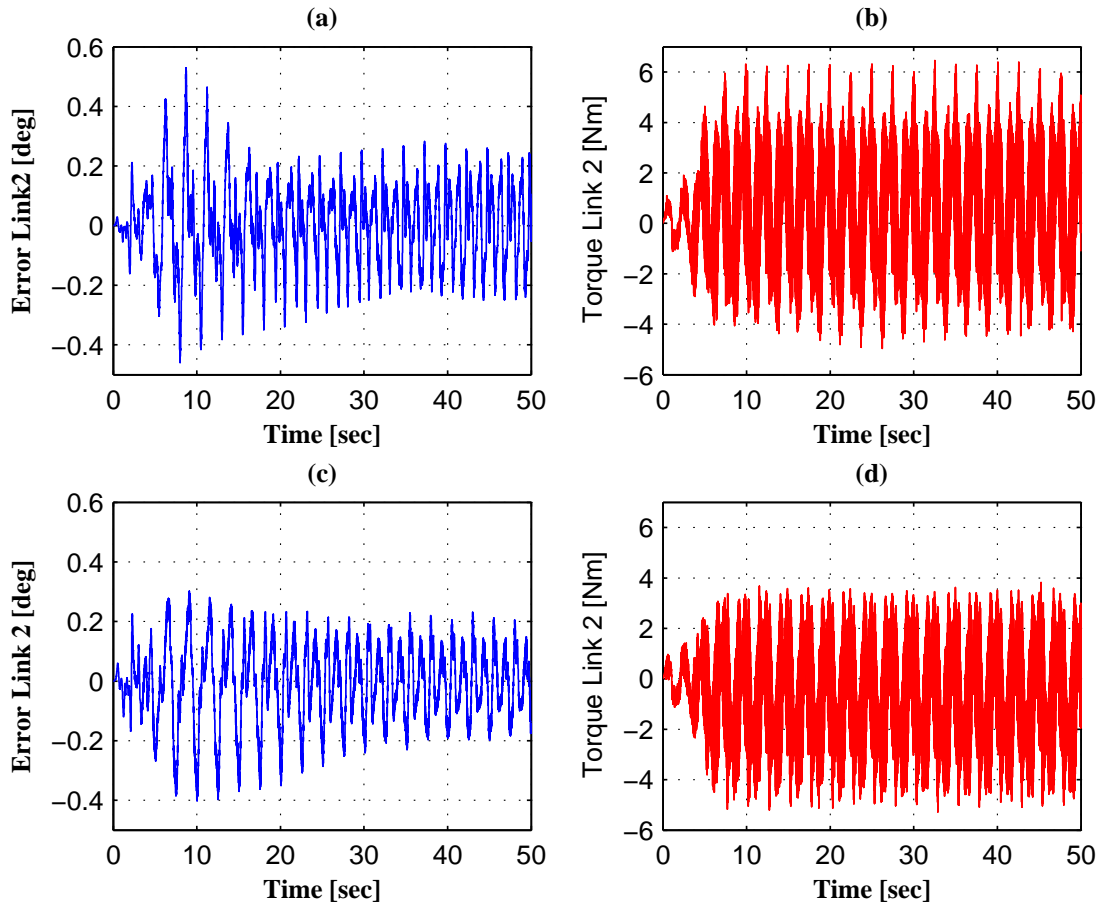 (a)
Error Link2 [deg]
0.6
0.4
0.2
0
−0.2
−0.4
0 10 20 30 40 50
Time [sec]
(b)
Torque Link 2 [Nm]
6
4
2
0
−2
−4
−6
0 10 20 30 40 50
Time [sec]
(c)
Error Link 2 [deg]
0.6
0.4
0.2
0
−0.2
−0.4
0 10 20 30 40 50
Time [sec]
(d)
Torque Link 2 [Nm]
6
4
2
0
−2
−4
−6
0 10 20 30 40 50
Time [sec]